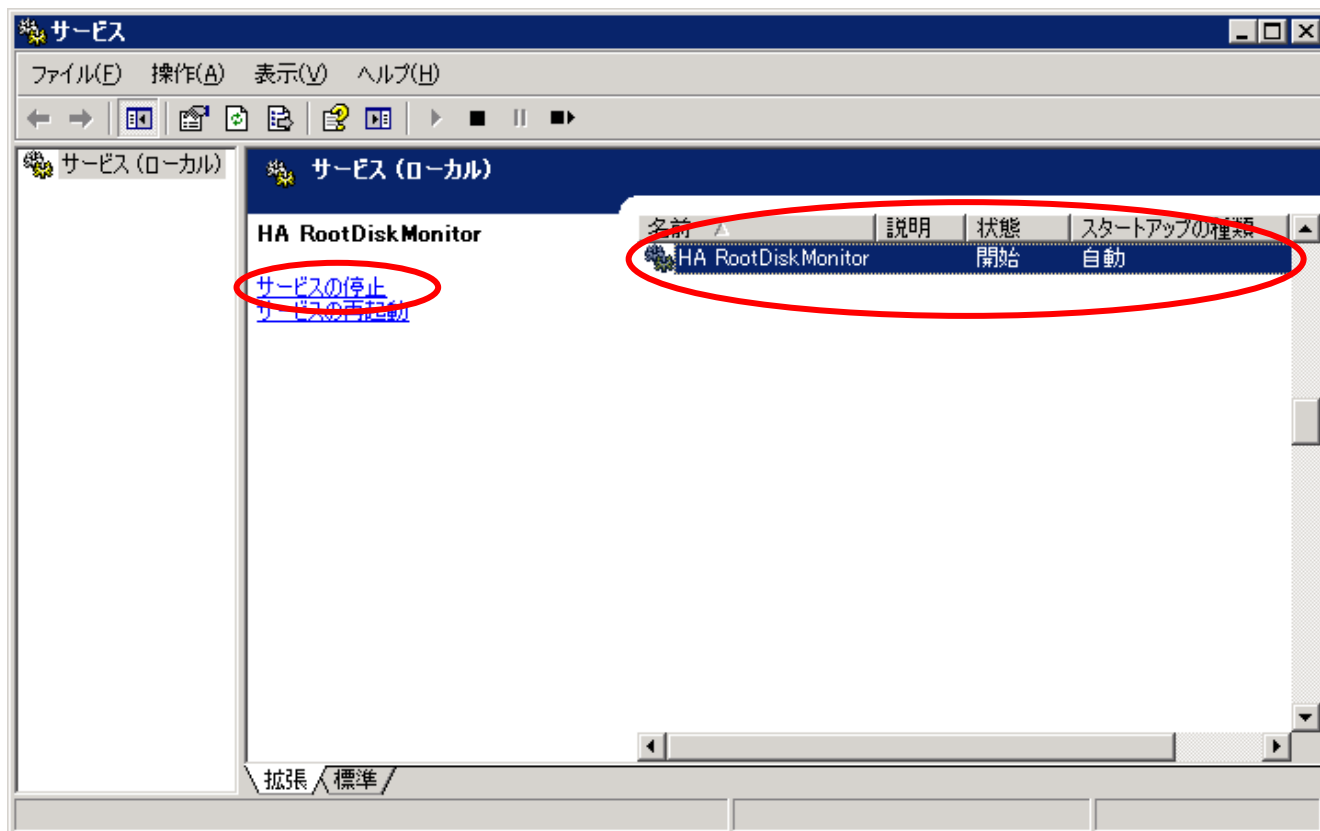 サービス
ファイル(F) 操作(A) 表示(V) ヘルプ(H)
サービス (ローカル)
サービス (ローカル)
HA RootDiskMonitor
サービスの停止
サービスの再起動
名前 説明 状態 スタートアップの種類
HA RootDiskMonitor 開始 自動
拡張 標準